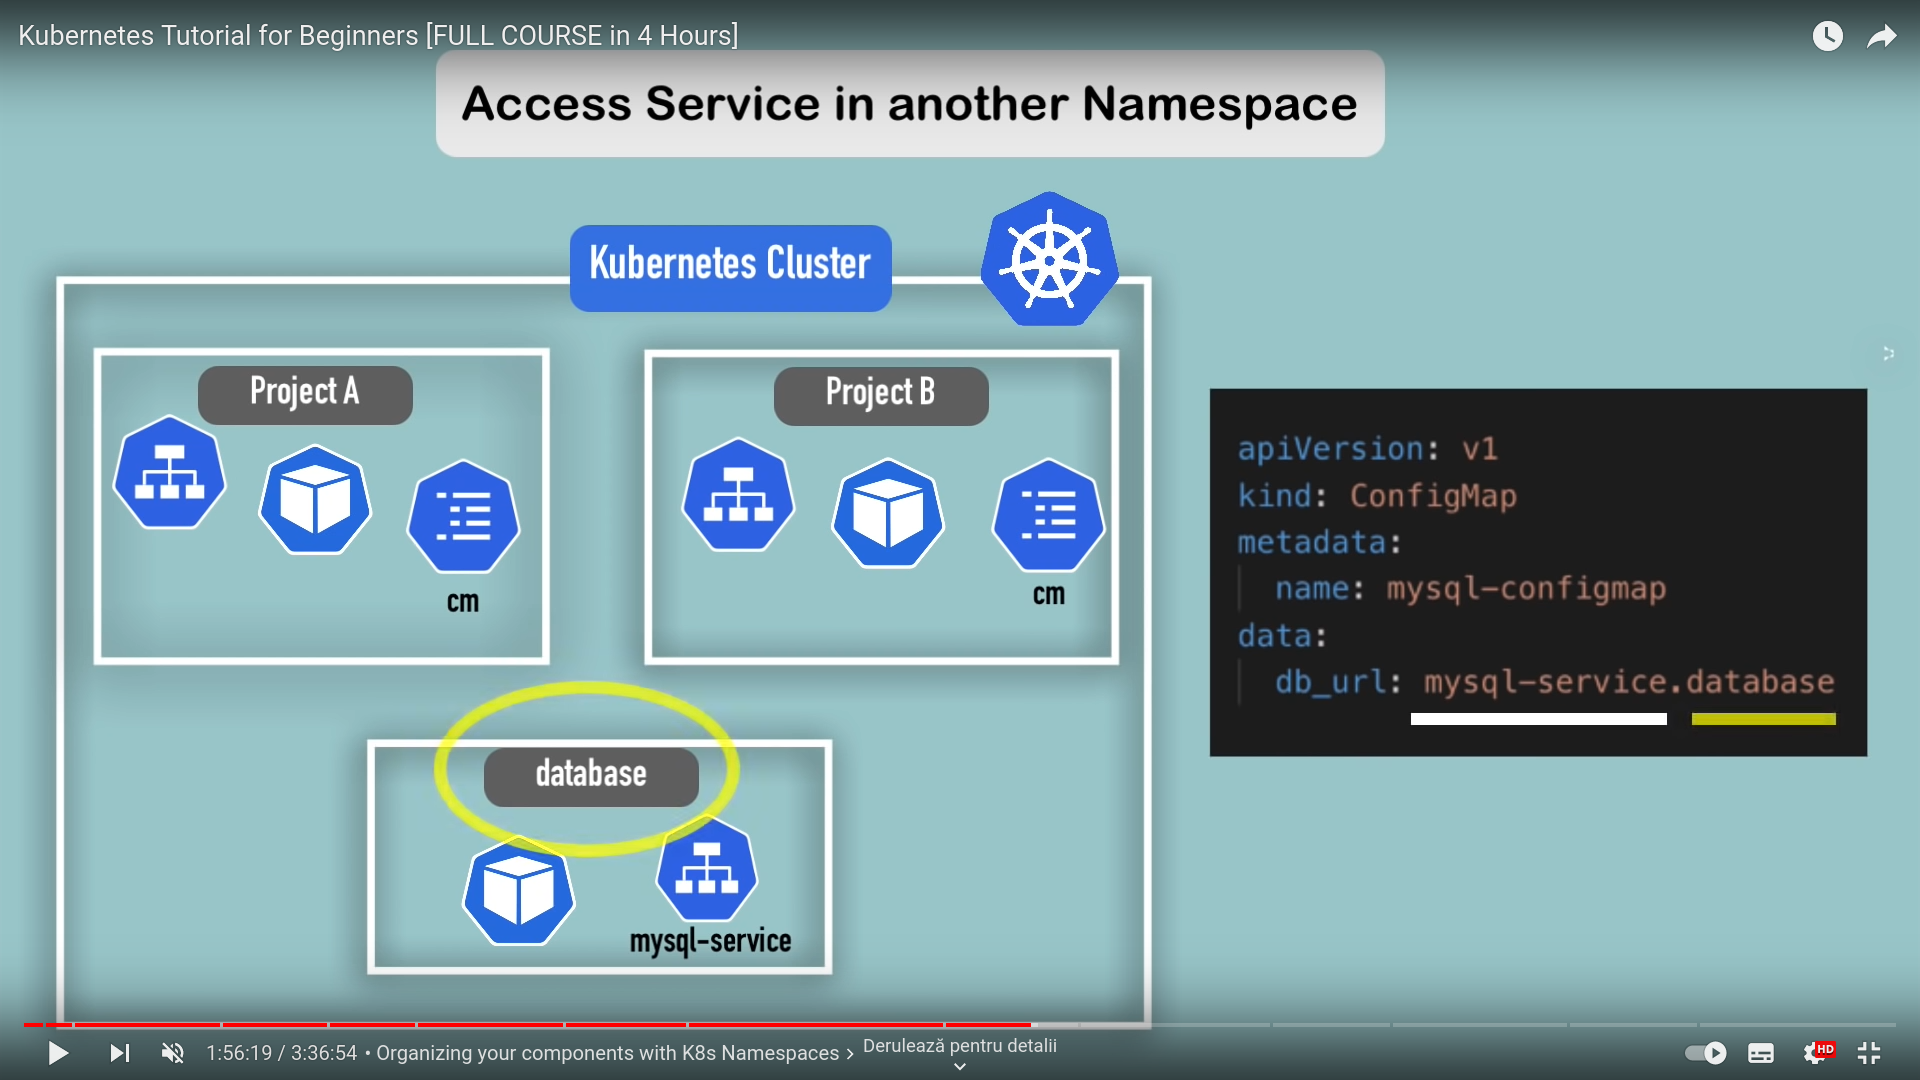 Kubernetes Tutorial for Beginners [FULL COURSE in 4 Hours]
Access Service in another Namespace
Kubernetes Cluster
Project A
cm
Project B
cm
database
mysql-service
apiVersion: v1
kind: ConfigMap
metadata:
name: mysql-configmap
data:
db_url: mysql-service.database
1:56:19 / 3:36:54 • Organizing your components with K8s Namespaces
Derulează pentru detalii
HD